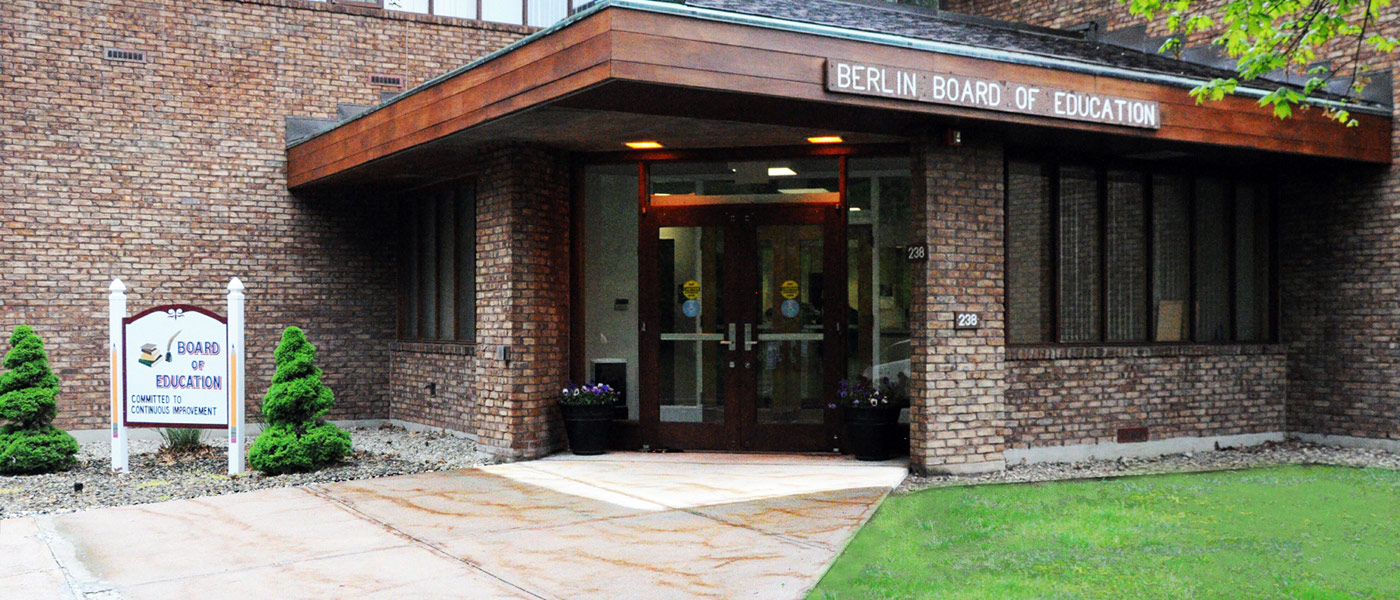 BERLIN BOARD OF EDUCATION
238
238
BOARD
OF
EDUCATION
COMMITTED TO
CONTINUOUS IMPROVEMENT